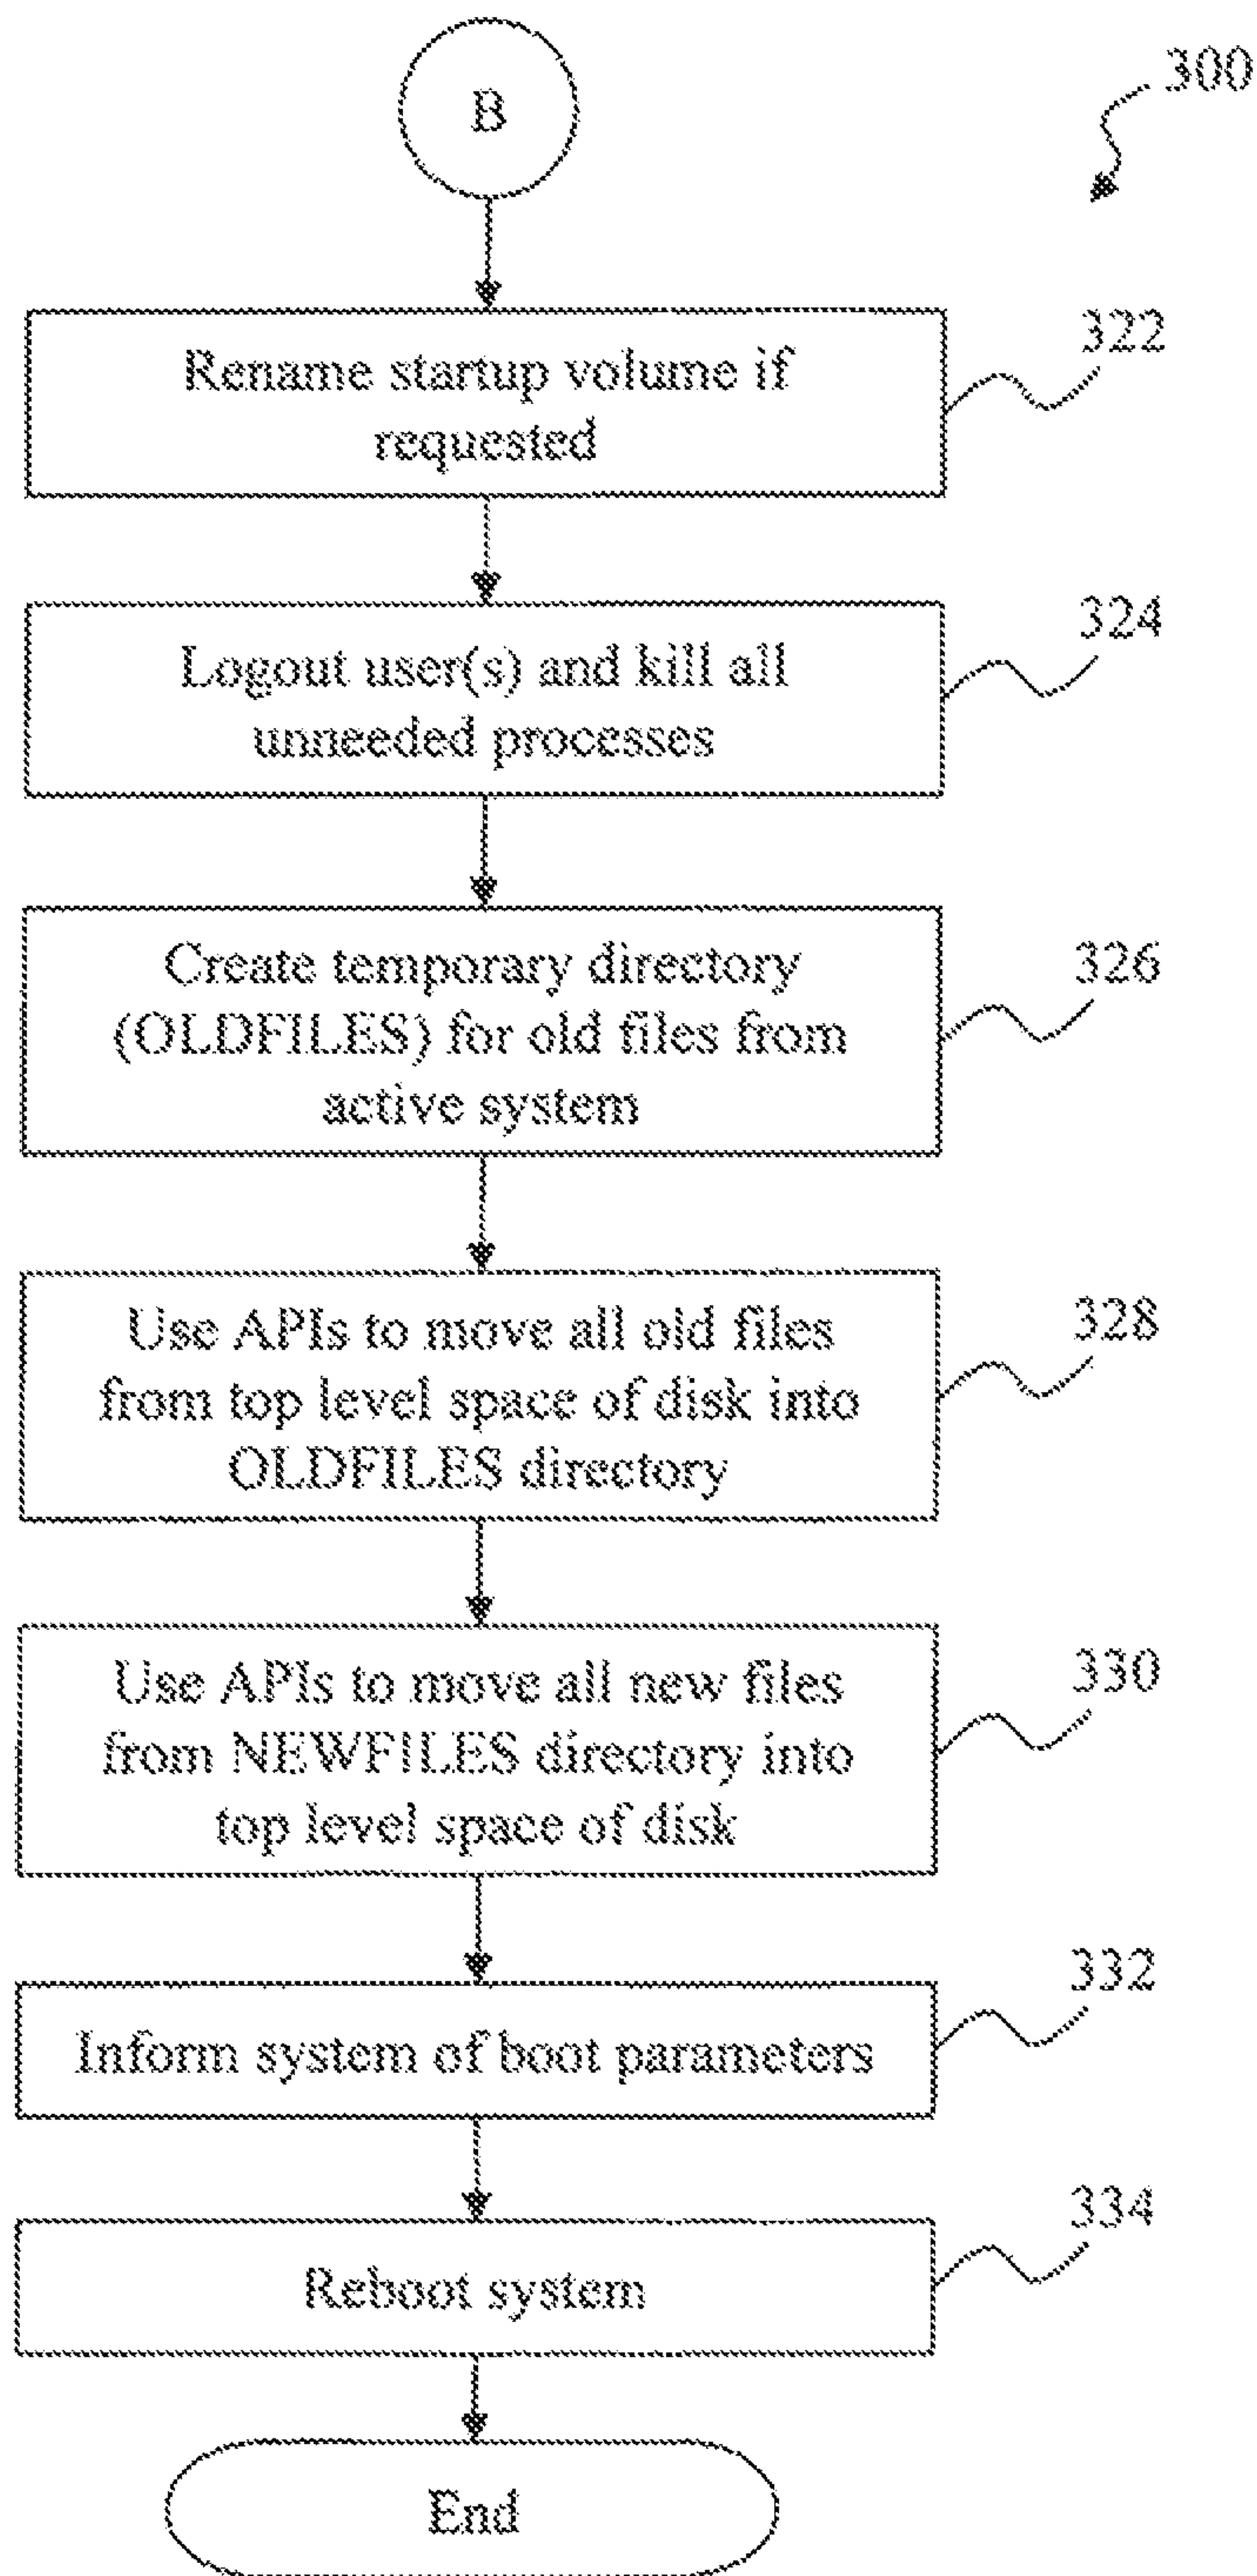 B
300
Rename startup volume if
requested
322
Logout user(s) and kill all
unneeded processes
324
Create temporary directory
(OLDFILES) for old files from
active system
326
Use APIs to move all old files
from top level space of disk into
OLDFILES directory
328
Use APIs to move all new files
from NEWFILES directory into
top level space of disk
330
Inform system of boot parameters
332
Reboot system
334
End